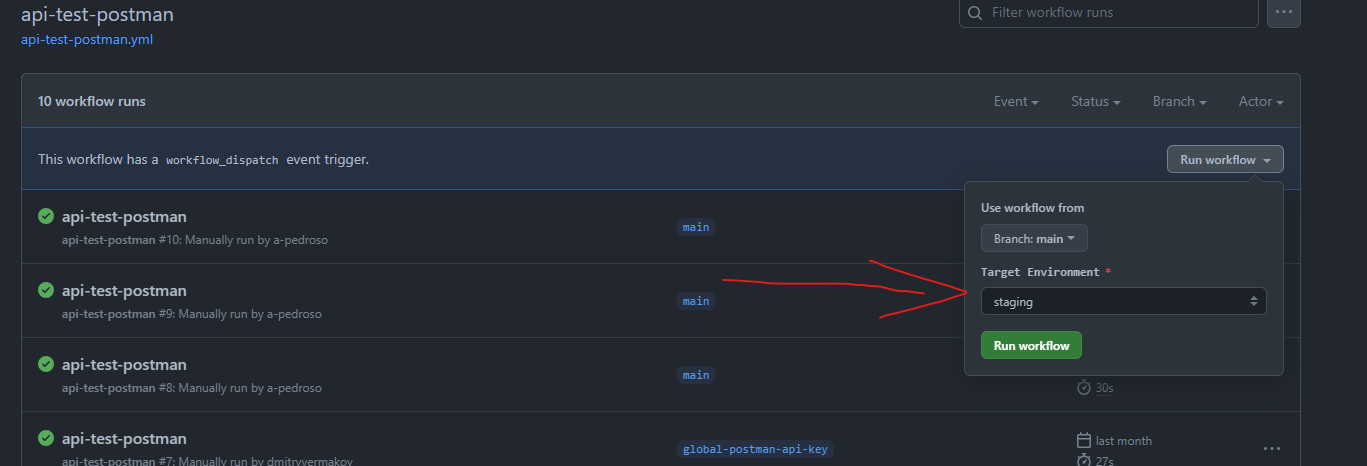 api-test-postman
Filter workflow runs
api-test-postman.yml
10 workflow runs
Event
Status
Branch
Actor
This workflow has a workflow_dispatch event trigger.
Run workflow
Use workflow from
Branch: main
Target Environment *
staging
Run workflow
api-test-postman
api-test-postman #10: Manually run by a-pedroso
main
api-test-postman
api-test-postman #9: Manually run by a-pedroso
main
api-test-postman
api-test-postman #8: Manually run by a-pedroso
main
30s
api-test-postman
api-test-postman #7: Manually run by dmitryvermakov
global-postman-api-key
last month
27s